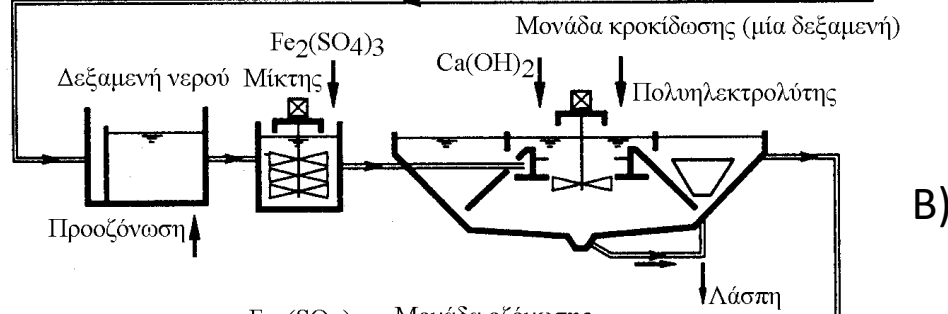 Μονάδα κροκίδωσης (μία δεξαμενή)
Fe2(SO4)3
Ca(OH)2
Δεξαμενή νερού Μίκτης
Πολυηλεκτρολύτης
B)
Προοζόνωση
Λάσπη